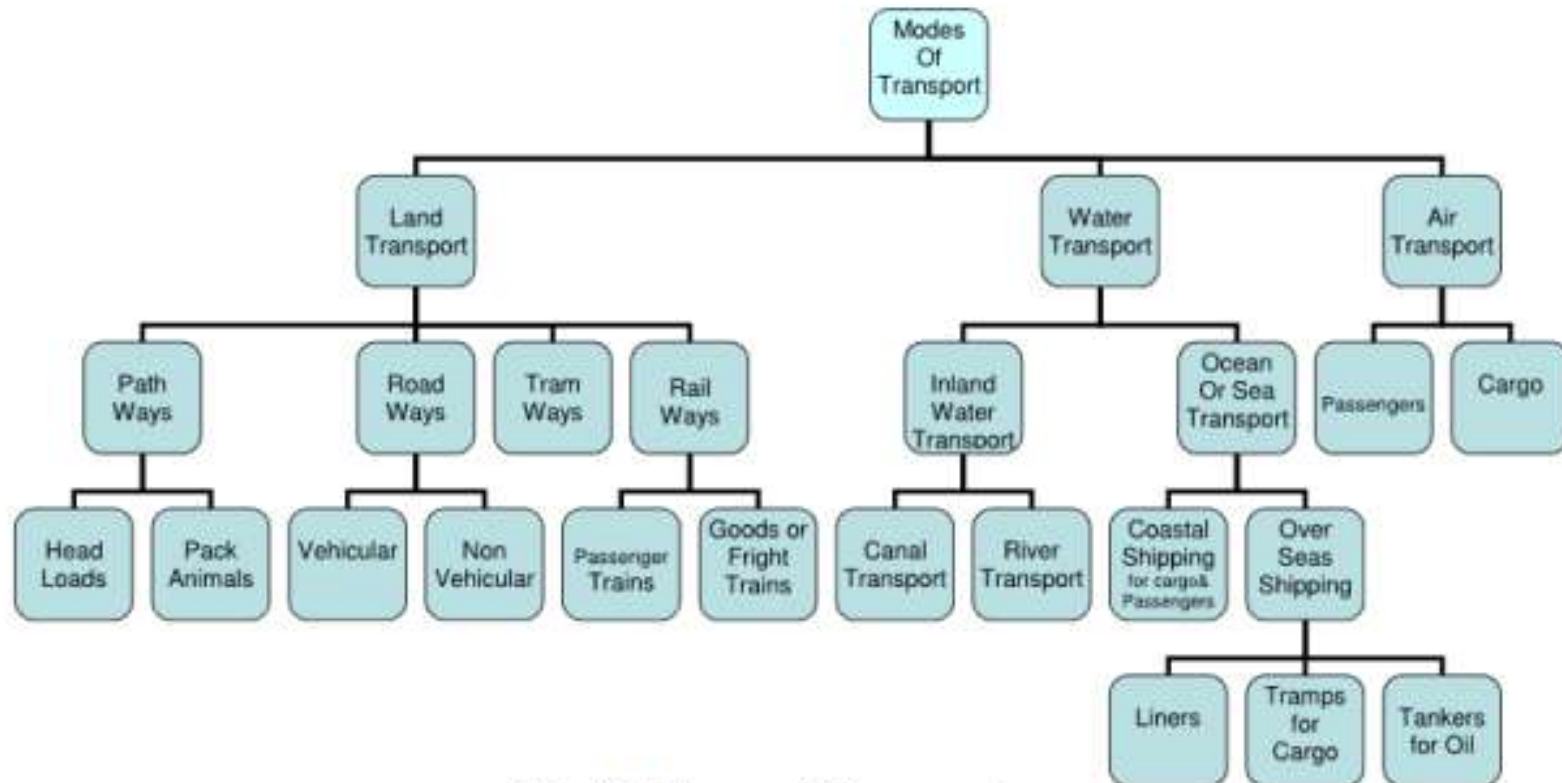 Modes
Of
Transport
Land
Transport
Water
Transport
Air
Transport
Path
Ways
Road
Ways
Tram
Ways
Rail
Ways
Inland
Water
Transport
Ocean
Or Sea
Transport
Passengers
Cargo
Head
Loads
Pack
Animals
Vehicular
Non
Vehicular
Passenger
Trains
Goods or
Fright
Trains
Canal
Transport
River
Transport
Coastal
Shipping
for cargo&
Passengers
Over
Seas
Shipping
Liners
Tramps
for
Cargo
Tankers
for Oil